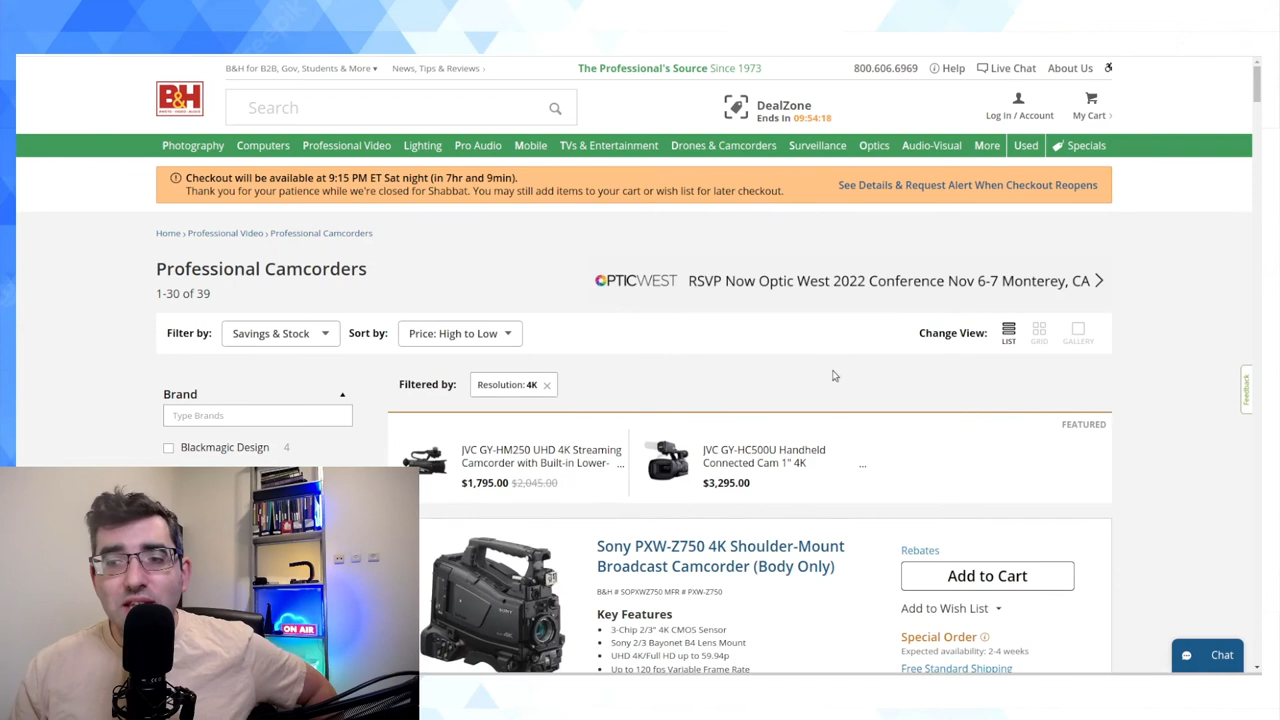 B&H for B2B, Gov, Students & More
News, Tips & Reviews
The Professional's Source Since 1973
800.606.6969
Help
Live Chat
About Us
B&H
Search
DealZone
Ends In 09:54:18
Log In / Account
My Cart
Photography
Computers
Professional Video
Lighting
Pro Audio
Mobile
TVs & Entertainment
Drones & Camcorders
Surveillance
Optics
Audio-Visual
More
Used
Specials
Checkout will be available at 9:15 PM ET Sat night (in 7hr and 9min).
Thank you for your patience while we're closed for Shabbat. You may still add items to your cart or wish list for later checkout.
See Details & Request Alert When Checkout Reopens
Home › Professional Video › Professional Camcorders
Professional Camcorders
1-30 of 39
OPTICWEST RSVP Now Optic West 2022 Conference Nov 6-7 Monterey, CA
Filter by:
Savings & Stock
Sort by:
Price: High to Low
Change View:
LIST
GRID
GALLERY
Brand
Type Brands
Blackmagic Design 4
Filtered by:
Resolution: 4K
FEATURED
JVC GY-HM250 UHD 4K Streaming
Camcorder with Built-in Lower- ...
$1,795.00 $2,045.00
JVC GY-HC500U Handheld
Connected Cam 1" 4K ...
$3,295.00
Feedback
Sony PXW-Z750 4K Shoulder-Mount
Broadcast Camcorder (Body Only)
B&H # SOPXWZ750 MFR # PXW-Z750
Key Features
3-Chip 2/3" 4K CMOS Sensor
Sony 2/3 Bayonet B4 Lens Mount
UHD 4K/Full HD up to 59.94p
Up to 120 fps Variable Frame Rate
Rebates
Add to Cart
Add to Wish List
Special Order
Expected availability: 2-4 weeks
Free Standard Shipping
Chat
ON AIR
SONY